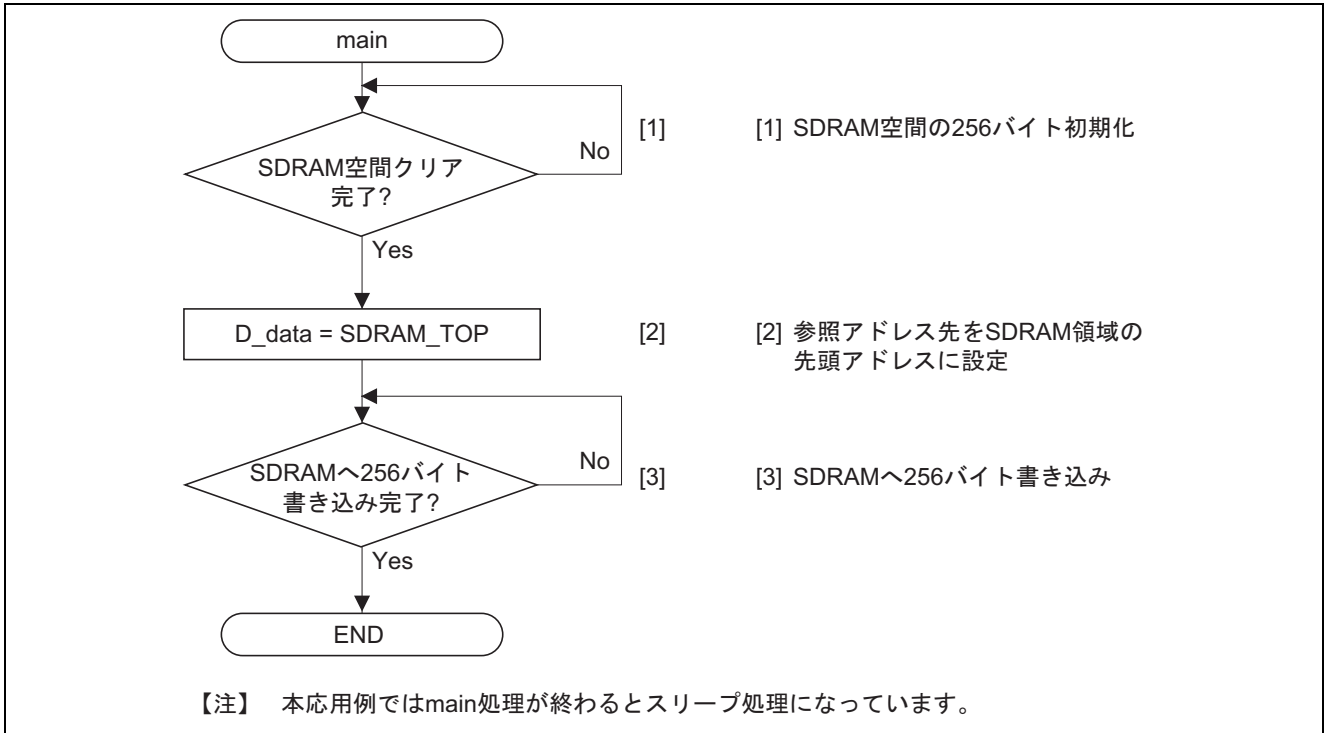 main
No
[1]
[1] SDRAM空間の256バイト初期化
SDRAM空間クリア
完了?
Yes
D_data = SDRAM_TOP
[2]
[2] 参照アドレス先をSDRAM領域の
先頭アドレスに設定
SDRAMへ256バイト
書き込み完了?
No
[3]
[3] SDRAMへ256バイト書き込み
Yes
END
【注】 本応用例ではmain処理が終わるとスリープ処理になっています。